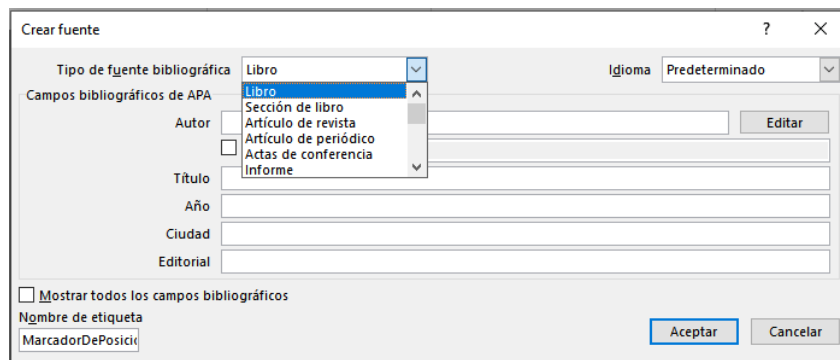 Crear fuente ?
Tipo de fuente bibliográfica Libro Idioma Predeterminado
Libro
Sección de libro
Artículo de revista
Artículo de periódico
Actas de conferencia
Informe
Campos bibliográficos de APA
Autor Editar
Título
Año
Ciudad
Editorial
Mostrar todos los campos bibliográficos
Nombre de etiqueta
MarcadorDePosici
Aceptar Cancelar